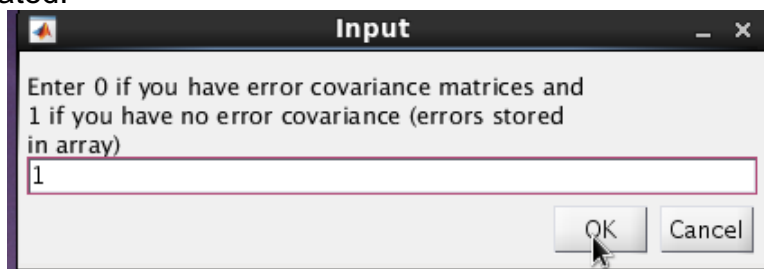 Input
Enter 0 if you have error covariance matrices and
1 if you have no error covariance (errors stored
in array)
1
OK Cancel